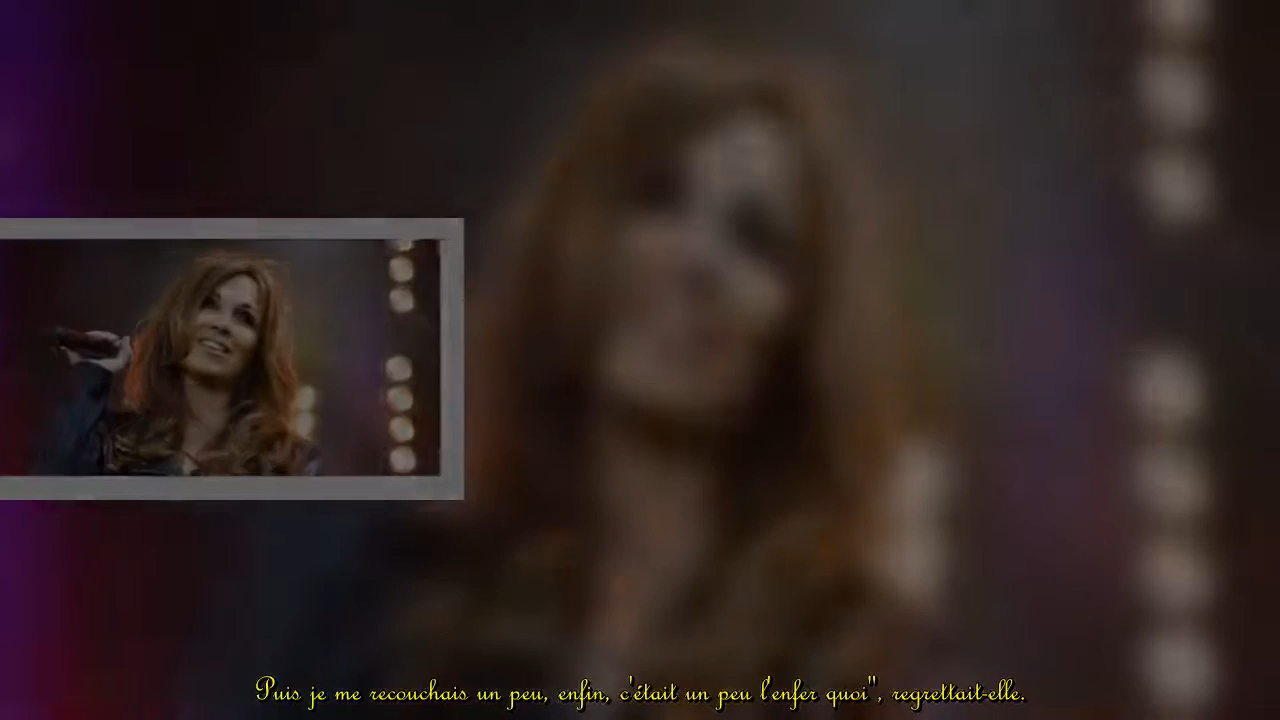 Puis je me recouchais un peu, enfin, c'était un peu l'enfer quoi", regrettait-elle.